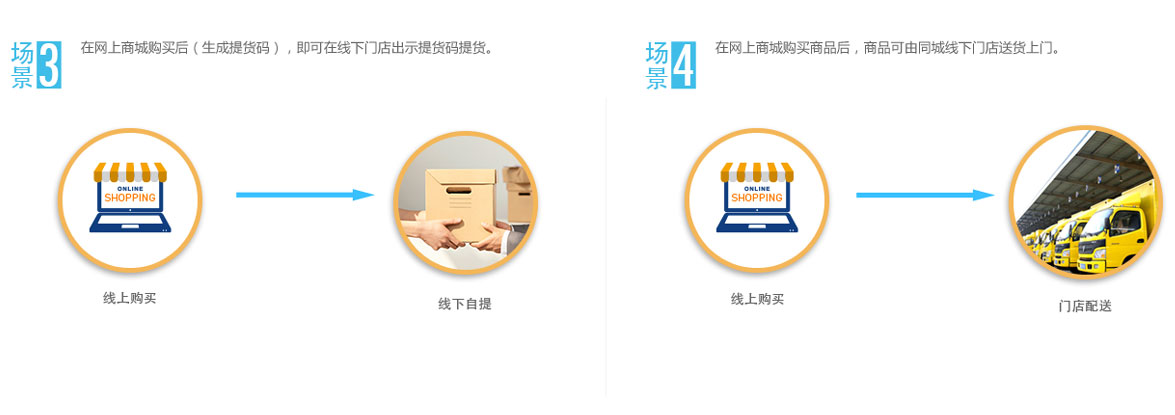 场景3
在网上商城购买后（生成提货码），即可在线下门店出示提货码提货。
ONLINE
SHOPPING
线上购买
线下自提
场景4
在网上商城购买商品后，商品可由同城线下门店送货上门。
ONLINE
SHOPPING
线上购买
门店配送